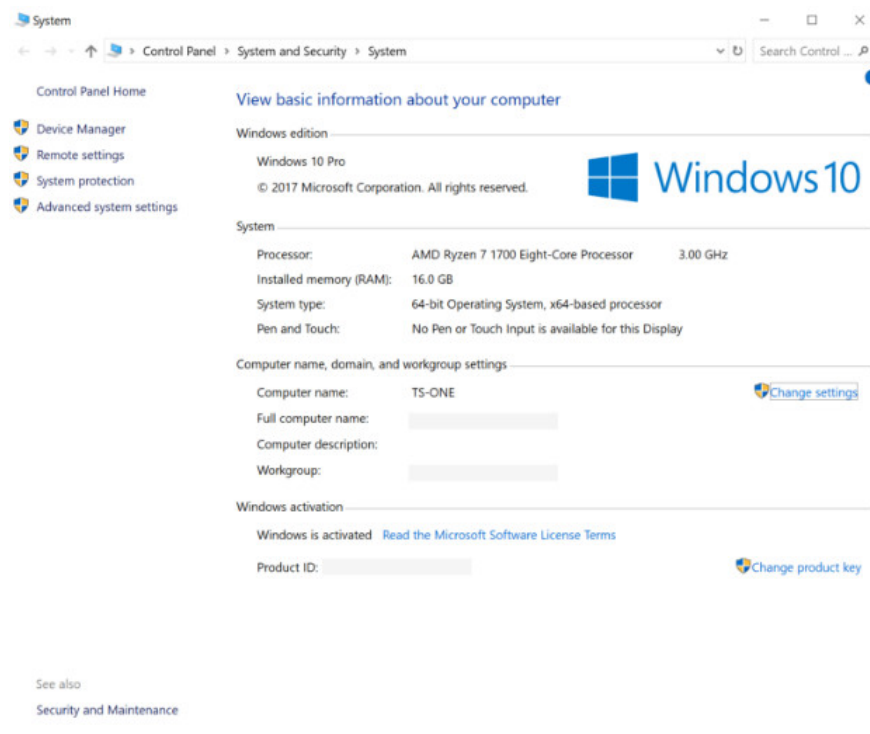 System
Control Panel > System and Security > System
Search Control ...
Control Panel Home
Device Manager
Remote settings
System protection
Advanced system settings
View basic information about your computer
Windows edition
Windows 10 Pro
© 2017 Microsoft Corporation. All rights reserved.
Windows 10
System
Processor: AMD Ryzen 7 1700 Eight-Core Processor 3.00 GHz
Installed memory (RAM): 16.0 GB
System type: 64-bit Operating System, x64-based processor
Pen and Touch: No Pen or Touch Input is available for this Display
Computer name, domain, and workgroup settings
Computer name: TS-ONE Change settings
Full computer name:
Computer description:
Workgroup:
Windows activation
Windows is activated Read the Microsoft Software License Terms
Product ID: Change product key
See also
Security and Maintenance